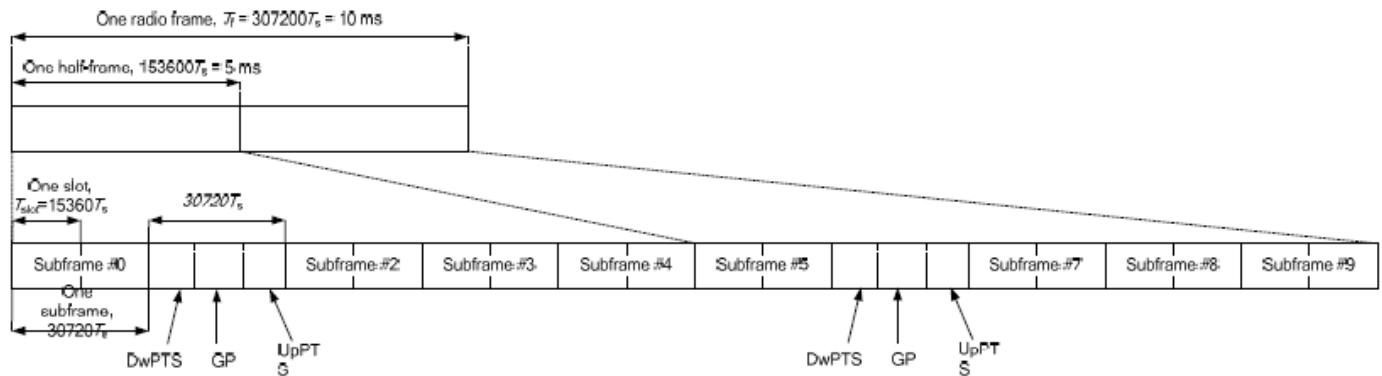 One radio frame, Tf = 307200Ts = 10 ms
One half-frame, 153600Ts = 5 ms
One slot,
Tslot=15360Ts
30720Ts
Subframe #0
Subframe #2
Subframe #3
Subframe #4
Subframe #5
Subframe #7
Subframe #8
Subframe #9
One
subframe,
30720Ts
DwPTS
GP
UpPT
S
DwPTS
GP
UpPT
S